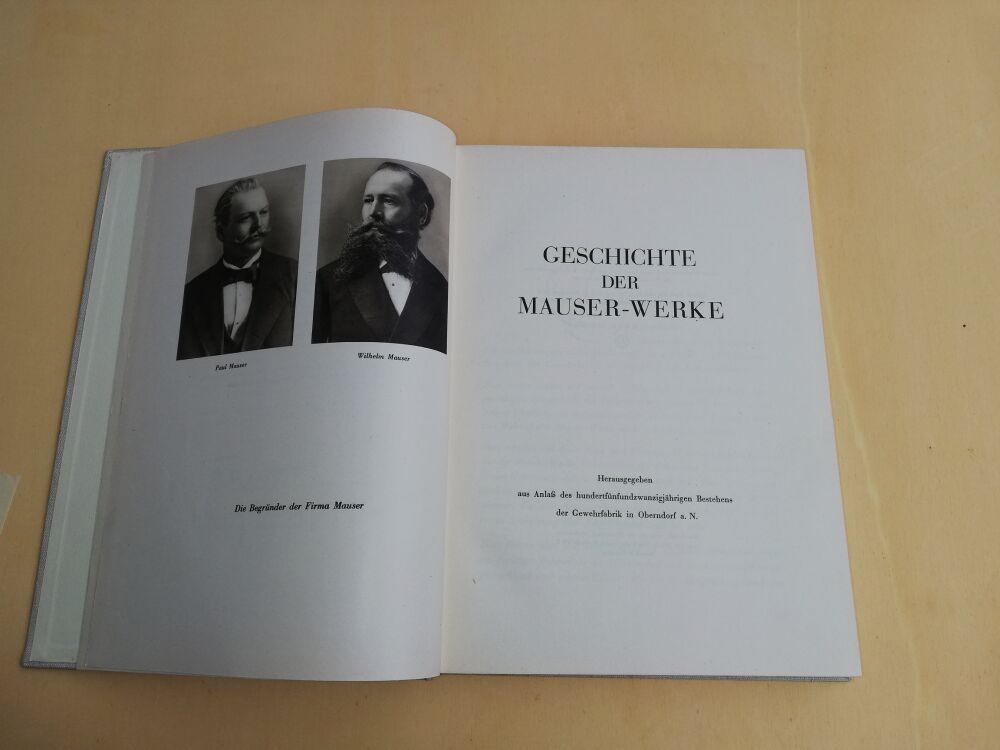 Paul Mauser
Wilhelm Mauser
Die Begründer der Firma Mauser
GESCHICHTE
DER
MAUSER-WERKE
Herausgegeben
aus Anlaß des hundertfünfundzwanzigjährigen Bestehens
der Gewehrfabrik in Oberndorf a. N.